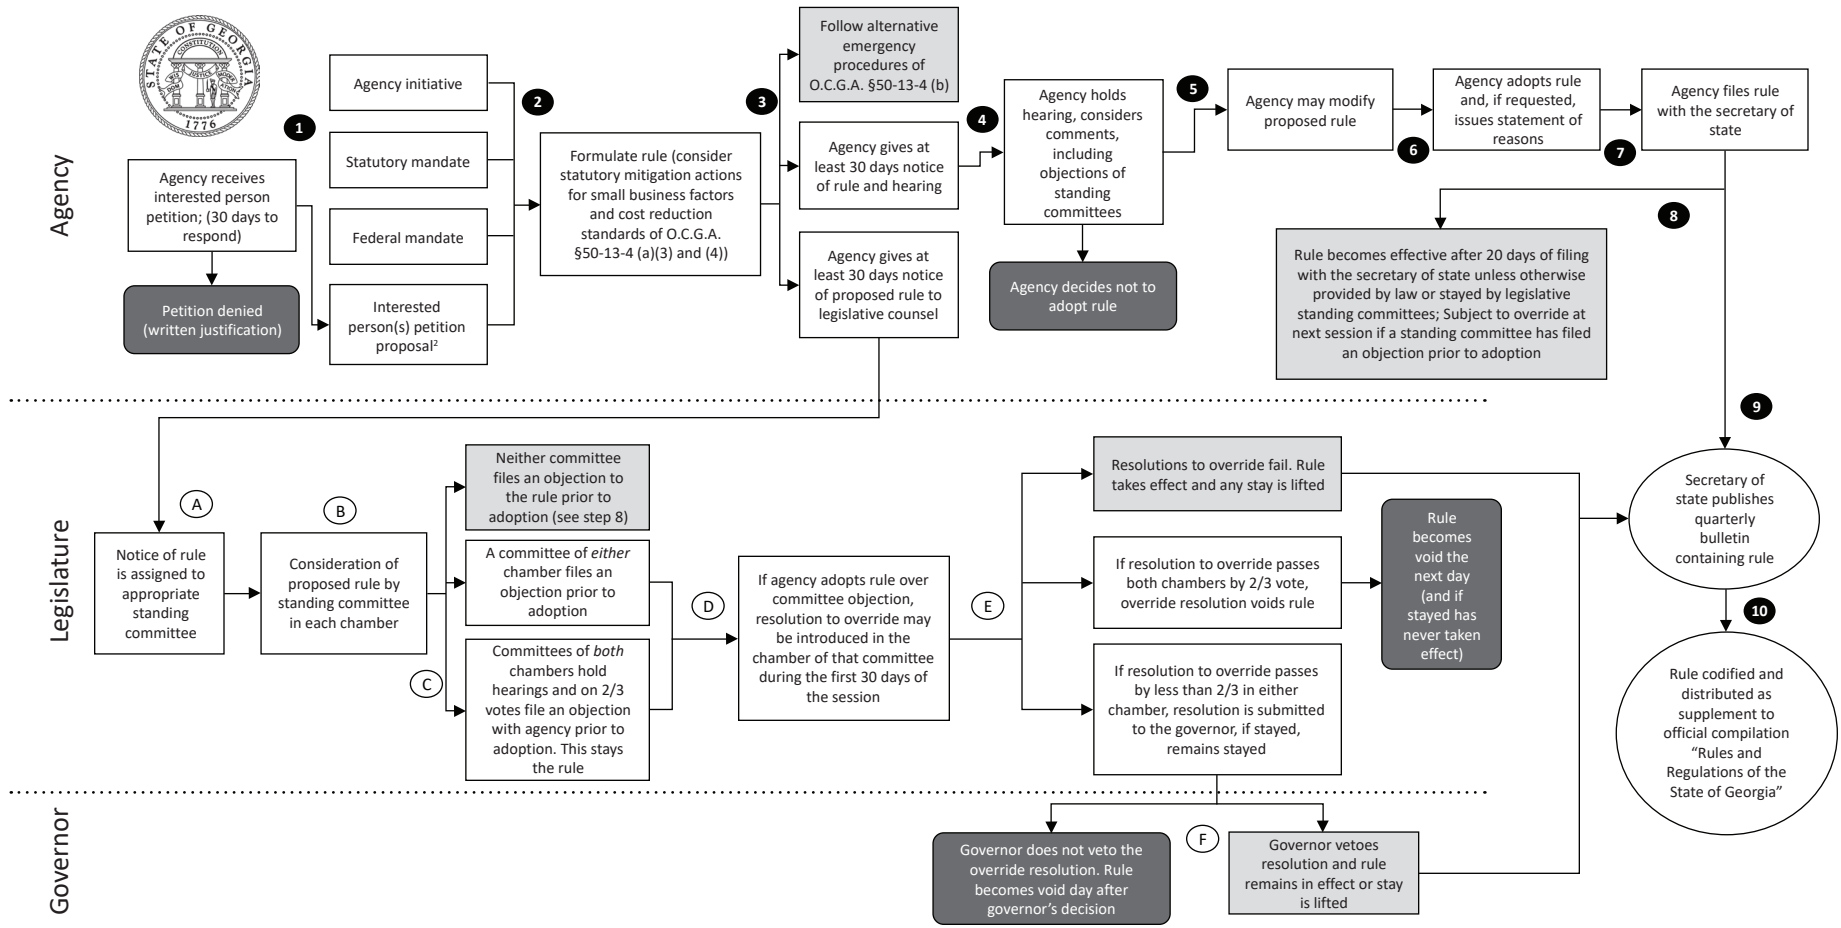 STATE OF GEORGIA
CONSTITUTION
WISDOM
JUSTICE
MODERATION
1776
Agency
1
Agency receives
interested person
petition; (30 days to
respond)
Petition denied
(written justification)
Agency initiative
Statutory mandate
Federal mandate
Interested
person(s) petition
proposal²
2
Formulate rule (consider
statutory mitigation actions
for small business factors
and cost reduction
standards of O.C.G.A.
§50-13-4 (a)(3) and (4))
3
Follow alternative
emergency
procedures of
O.C.G.A. §50-13-4 (b)
Agency gives at
least 30 days notice
of rule and hearing
Agency gives at
least 30 days notice
of proposed rule to
legislative counsel
4
Agency holds
hearing, considers
comments,
including
objections of
standing
committees
Agency decides not to
adopt rule
5
Agency may modify
proposed rule
6
Agency adopts rule
and, if requested,
issues statement of
reasons
7
Agency files rule
with the secretary of
state
8
Rule becomes effective after 20 days of filing
with the secretary of state unless otherwise
provided by law or stayed by legislative
standing committees; Subject to override at
next session if a standing committee has filed
an objection prior to adoption
9
Legislature
A
Notice of rule
is assigned to
appropriate
standing
committee
B
Consideration of
proposed rule by
standing committee
in each chamber
C
Neither committee
files an objection to
the rule prior to
adoption (see step 8)
A committee of either
chamber files an
objection prior to
adoption
Committees of both
chambers hold
hearings and on 2/3
votes file an objection
with agency prior to
adoption. This stays
the rule
D
If agency adopts rule over
committee objection,
resolution to override may
be introduced in the
chamber of that committee
during the first 30 days of
the session
E
Resolutions to override fail. Rule
takes effect and any stay is lifted
If resolution to override passes
both chambers by 2/3 vote,
override resolution voids rule
If resolution to override passes
by less than 2/3 in either
chamber, resolution is submitted
to the governor, if stayed,
remains stayed
Rule
becomes
void the
next day
(and if
stayed has
never taken
effect)
Secretary of
state publishes
quarterly
bulletin
containing rule
10
Rule codified and
distributed as
supplement to
official compilation
“Rules and
Regulations of the
State of Georgia”
Governor
Governor does not veto the
override resolution. Rule
becomes void day after
governor’s decision
F
Governor vetoes
resolution and rule
remains in effect or stay
is lifted